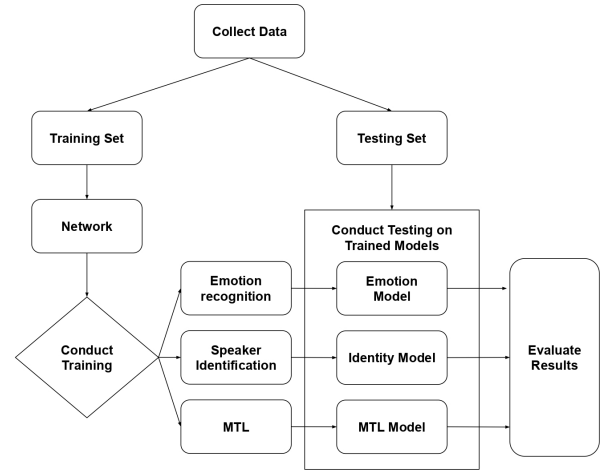 Collect Data
Training Set
Testing Set
Network
Conduct Testing on
Trained Models
Emotion
recognition
Emotion
Model
Conduct
Training
Speaker
Identification
Identity Model
Evaluate
Results
MTL
MTL Model